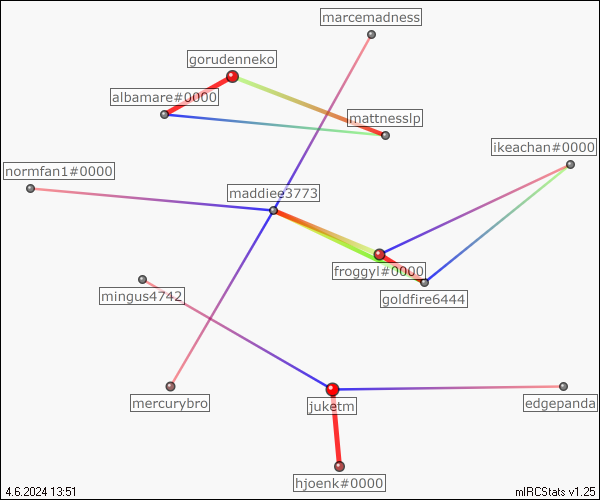 marcemadness
gorudenneko
albamare#0000
mattnesslp
ikeachan#0000
normfan1#0000
maddiee3773
froggyl#0000
mingus4742
goldfire6444
mercurybro
juketm
edgepanda
hjoenk#0000
4.6.2024 13:51
mIRCStats v1.25